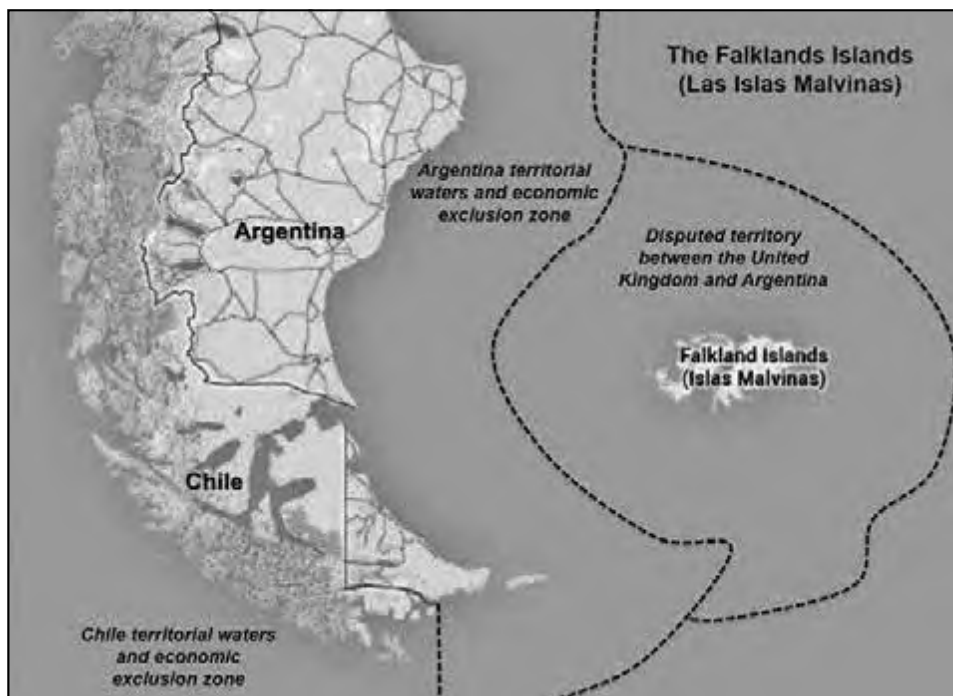 The Falklands Islands
(Las Islas Malvinas)
Argentina territorial
waters and economic
exclusion zone
Argentina
Disputed territory
between the United
Kingdom and Argentina
Falkland Islands
(Islas Malvinas)
Chile
Chile territorial waters
and economic
exclusion zone